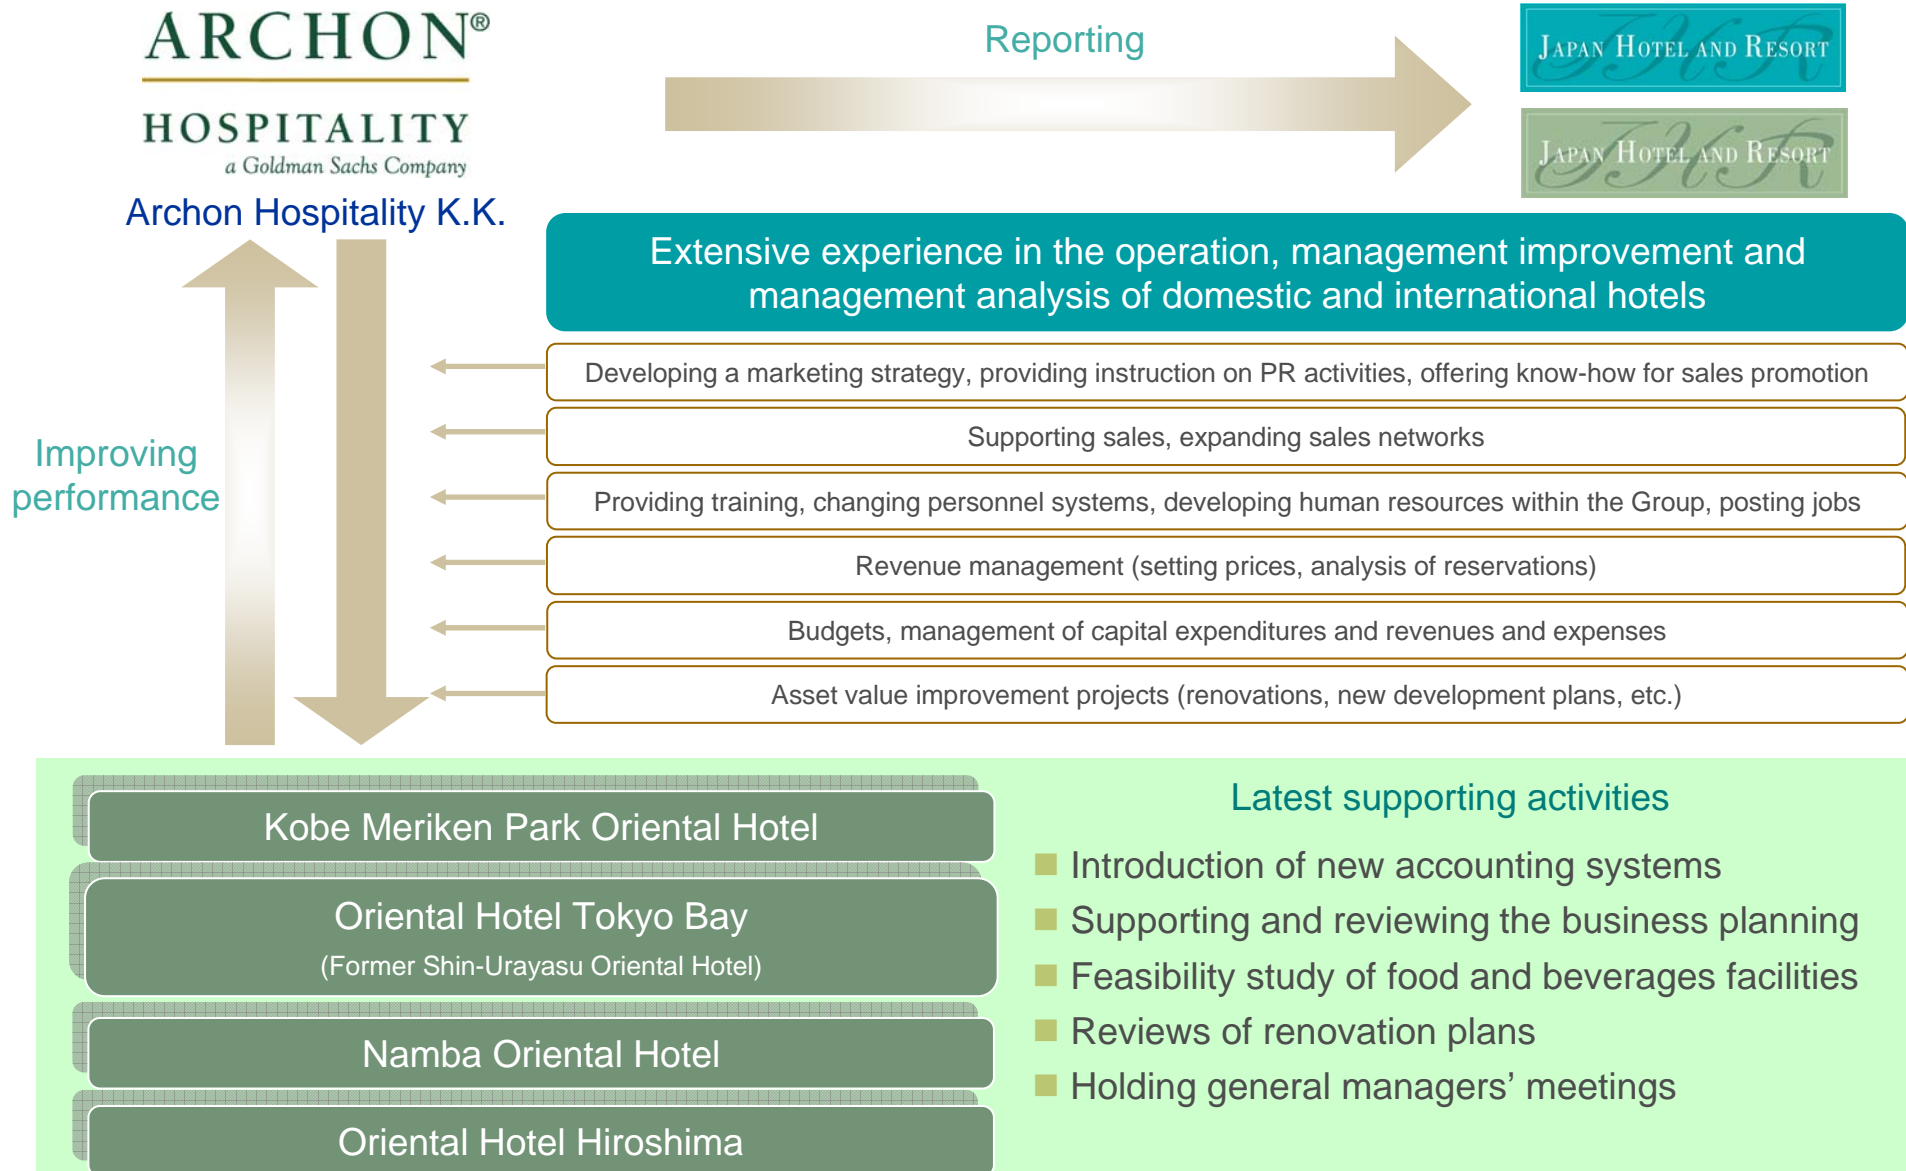 ARCHON®
HOSPITALITY
a Goldman Sachs Company
Archon Hospitality K.K.
Reporting
JAPAN HOTEL AND RESORT
JHR
JAPAN HOTEL AND RESORT
JHR
Extensive experience in the operation, management improvement and
management analysis of domestic and international hotels
Developing a marketing strategy, providing instruction on PR activities, offering know-how for sales promotion
Supporting sales, expanding sales networks
Providing training, changing personnel systems, developing human resources within the Group, posting jobs
Revenue management (setting prices, analysis of reservations)
Budgets, management of capital expenditures and revenues and expenses
Asset value improvement projects (renovations, new development plans, etc.)
Improving
performance
Kobe Meriken Park Oriental Hotel
Oriental Hotel Tokyo Bay
(Former Shin-Urayasu Oriental Hotel)
Namba Oriental Hotel
Oriental Hotel Hiroshima
Latest supporting activities
Introduction of new accounting systems
Supporting and reviewing the business planning
Feasibility study of food and beverages facilities
Reviews of renovation plans
Holding general managers’ meetings